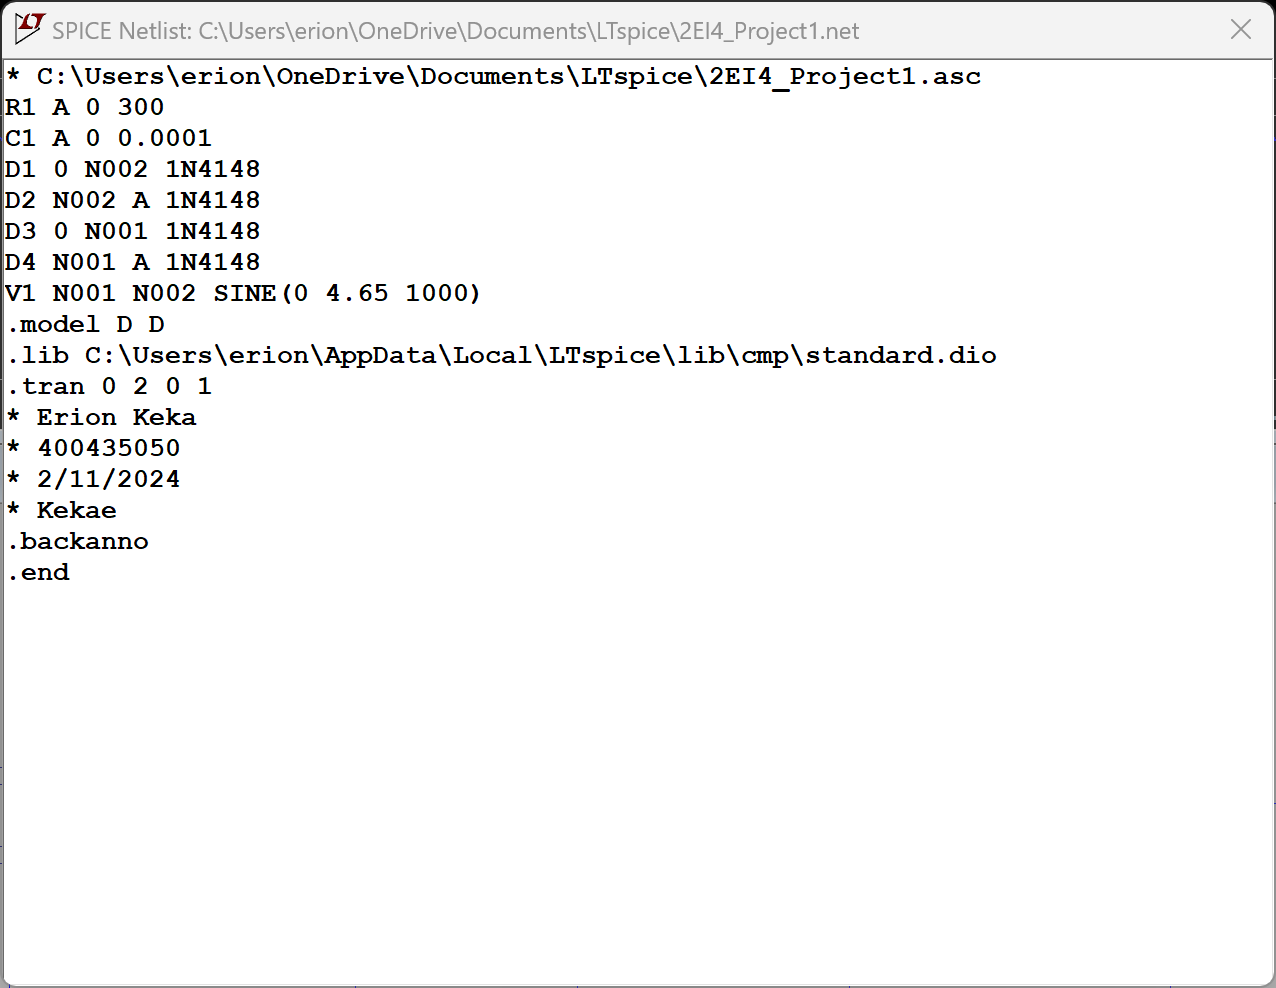 LT SPICE Netlist: C:\Users\erion\OneDrive\Documents\LTspice\2EI4_Project1.net
* C:\Users\erion\OneDrive\Documents\LTspice\2EI4_Project1.asc
R1 A 0 300
C1 A 0 0.0001
D1 0 N002 1N4148
D2 N002 A 1N4148
D3 0 N001 1N4148
D4 N001 A 1N4148
V1 N001 N002 SINE(0 4.65 1000)
.model D D
.lib C:\Users\erion\AppData\Local\LTspice\lib\cmp\standard.dio
.tran 0 2 0 1
* Erion Keka
* 400435050
* 2/11/2024
* Kekae
.backanno
.end